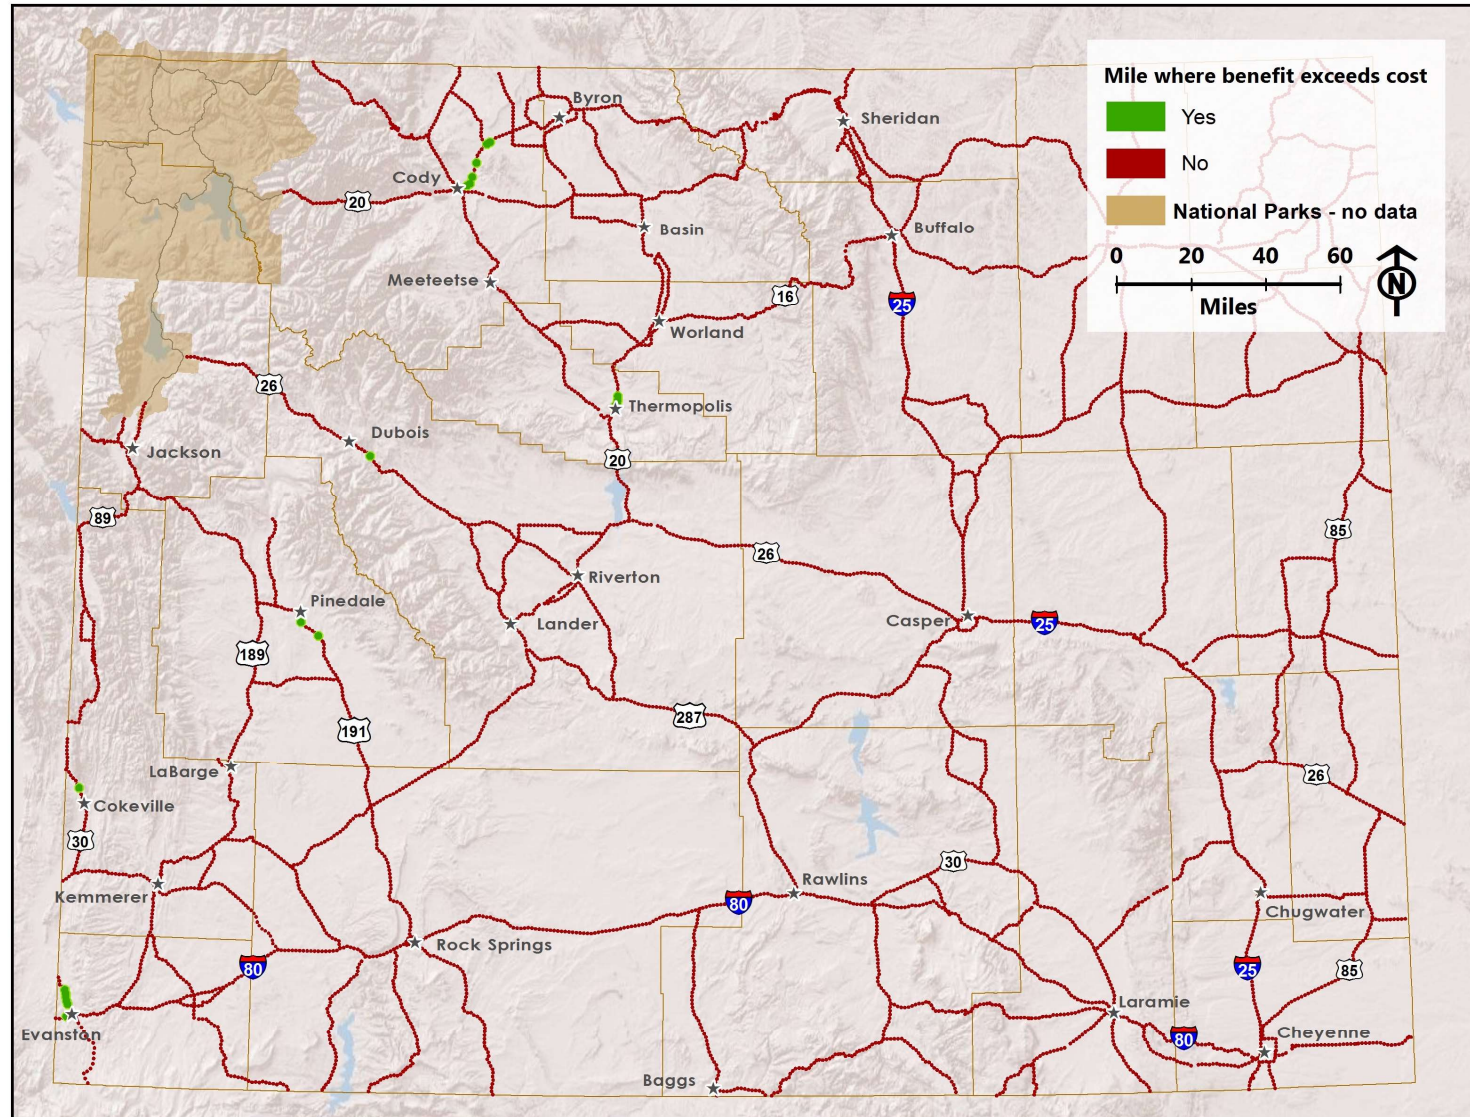 Mile where benefit exceeds cost
Yes
No
National Parks - no data
0 20 40 60
Miles
N
Byron
Sheridan
Cody
20
Basin
Buffalo
Meeteetse
16
25
Worland
26
Thermopolis
Dubois
Jackson
20
89
85
26
Riverton
Pinedale
Lander
Casper
25
189
287
191
LaBarge
26
Cokeville
30
30
Rawlins
Kemmerer
80
Chugwater
Rock Springs
80
25
85
Laramie
Evanston
80
Cheyenne
Baggs